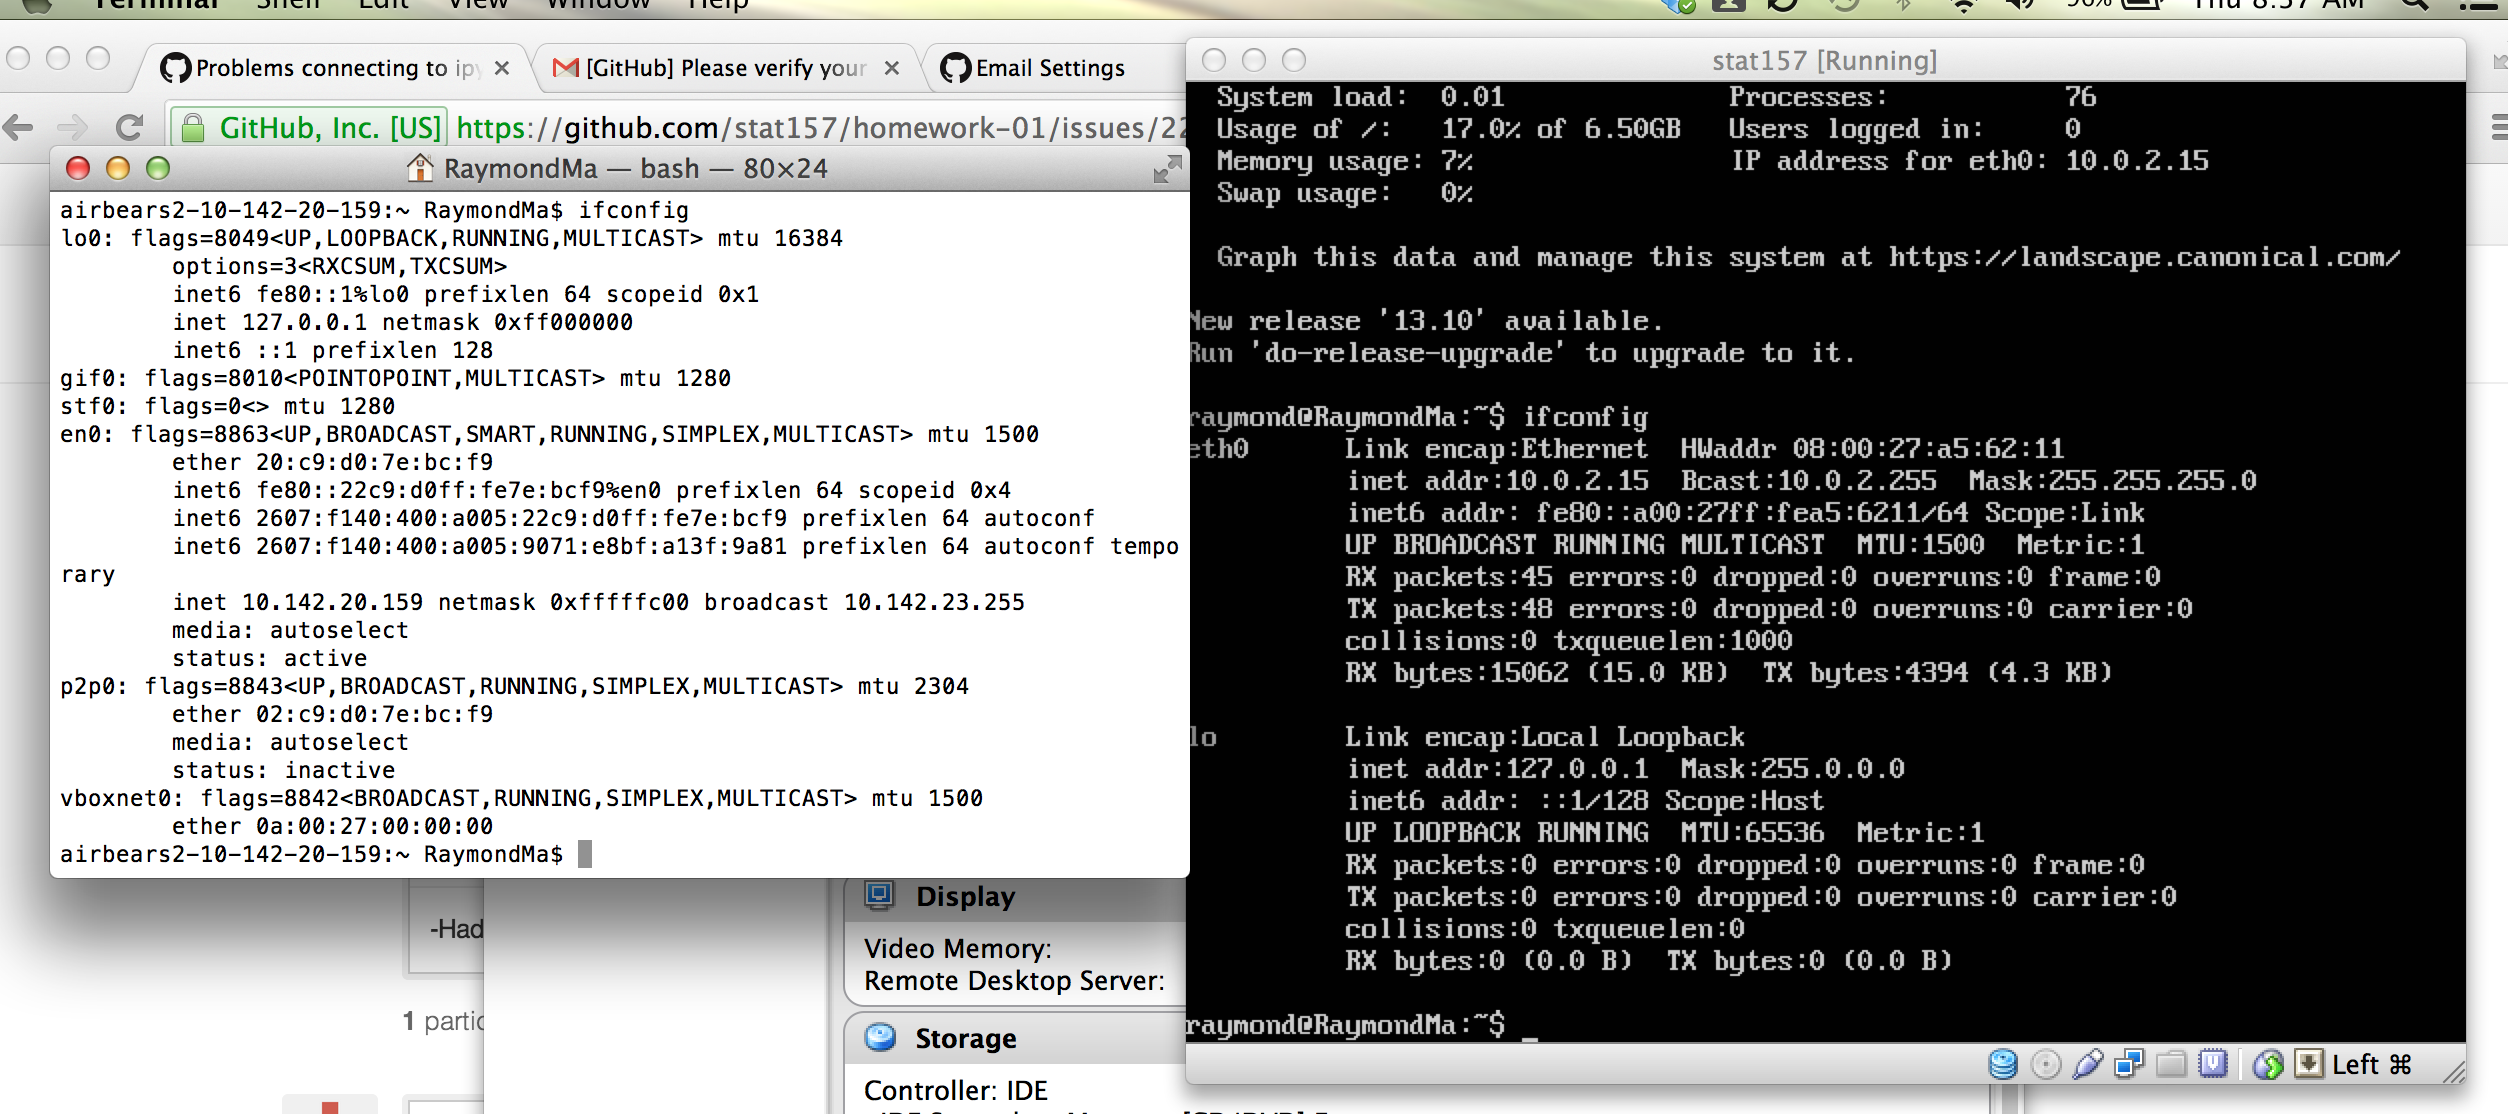 Terminal Shell Edit View Window Help 96% Thu 8:37 AM
Problems connecting to ipy
[GitHub] Please verify your
Email Settings
GitHub, Inc. [US] https://github.com/stat157/homework-01/issues/22
RaymondMa — bash — 80×24
airbears2-10-142-20-159:~ RaymondMa$ ifconfig
lo0: flags=8049<UP,LOOPBACK,RUNNING,MULTICAST> mtu 16384
options=3<RXCSUM,TXCSUM>
inet6 fe80::1%lo0 prefixlen 64 scopeid 0x1
inet 127.0.0.1 netmask 0xff000000
inet6 ::1 prefixlen 128
gif0: flags=8010<POINTOPOINT,MULTICAST> mtu 1280
stf0: flags=0<> mtu 1280
en0: flags=8863<UP,BROADCAST,SMART,RUNNING,SIMPLEX,MULTICAST> mtu 1500
ether 20:c9:d0:7e:bc:f9
inet6 fe80::22c9:d0ff:fe7e:bcf9%en0 prefixlen 64 scopeid 0x4
inet6 2607:f140:400:a005:22c9:d0ff:fe7e:bcf9 prefixlen 64 autoconf
inet6 2607:f140:400:a005:9071:e8bf:a13f:9a81 prefixlen 64 autoconf tempo
rary
inet 10.142.20.159 netmask 0xfffffc00 broadcast 10.142.23.255
media: autoselect
status: active
p2p0: flags=8843<UP,BROADCAST,RUNNING,SIMPLEX,MULTICAST> mtu 2304
ether 02:c9:d0:7e:bc:f9
media: autoselect
status: inactive
vboxnet0: flags=8842<BROADCAST,RUNNING,SIMPLEX,MULTICAST> mtu 1500
ether 0a:00:27:00:00:00
airbears2-10-142-20-159:~ RaymondMa$
-Had
1 partic
Display
Video Memory:
Remote Desktop Server:
Storage
Controller: IDE
stat157 [Running]
System load: 0.01 Processes: 76
Usage of /: 17.0% of 6.50GB Users logged in: 0
Memory usage: 7% IP address for eth0: 10.0.2.15
Swap usage: 0%
Graph this data and manage this system at https://landscape.canonical.com/
New release '13.10' available.
Run 'do-release-upgrade' to upgrade to it.
raymond@RaymondMa:~$ ifconfig
eth0 Link encap:Ethernet HWaddr 08:00:27:a5:62:11
inet addr:10.0.2.15 Bcast:10.0.2.255 Mask:255.255.255.0
inet6 addr: fe80::a00:27ff:fea5:6211/64 Scope:Link
UP BROADCAST RUNNING MULTICAST MTU:1500 Metric:1
RX packets:45 errors:0 dropped:0 overruns:0 frame:0
TX packets:48 errors:0 dropped:0 overruns:0 carrier:0
collisions:0 txqueuelen:1000
RX bytes:15062 (15.0 KB) TX bytes:4394 (4.3 KB)
lo Link encap:Local Loopback
inet addr:127.0.0.1 Mask:255.0.0.0
inet6 addr: ::1/128 Scope:Host
UP LOOPBACK RUNNING MTU:65536 Metric:1
RX packets:0 errors:0 dropped:0 overruns:0 frame:0
TX packets:0 errors:0 dropped:0 overruns:0 carrier:0
collisions:0 txqueuelen:0
RX bytes:0 (0.0 B) TX bytes:0 (0.0 B)
raymond@RaymondMa:~$ _
Left ⌘